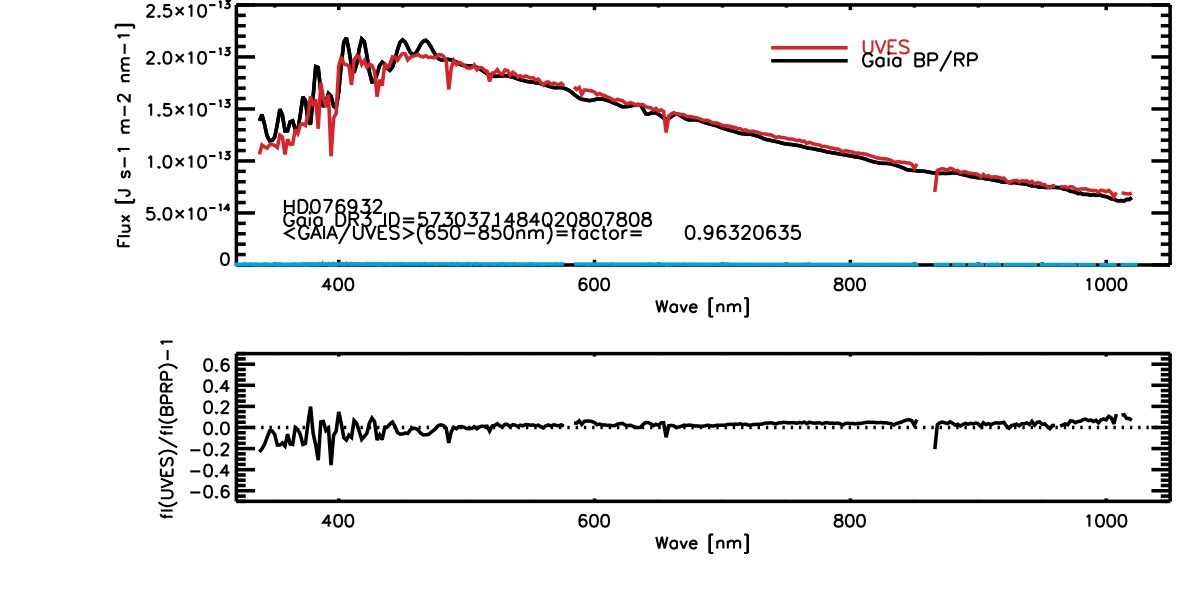 2.5×10−13
2.0×10−13
1.5×10−13
1.0×10−13
5.0×10−14
0
Flux [J s−1 m−2 nm−1]
UVES
Gaia BP/RP
HD076932
Gaia DR3 ID=5730371484020807808
<GAIA/UVES>(650−850nm)=factor= 0.96320635
400 600 800 1000
Wave [nm]
fl(UVES)/fl(BPRP)−1
0.6
0.4
0.2
0.0
−0.2
−0.4
−0.6
400 600 800 1000
Wave [nm]